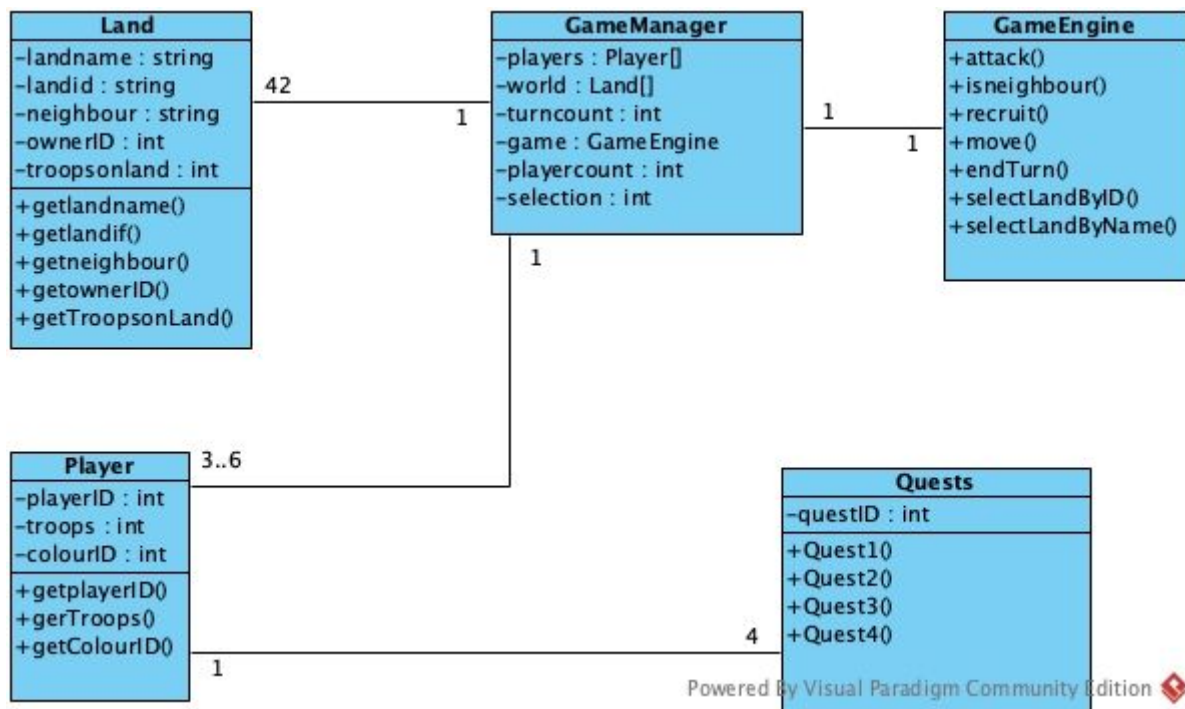 Land
-landname : string
-landid : string
-neighbour : string
-ownerID : int
-troopsonland : int
+getlandname()
+getlandif()
+getneighbour()
+getownerID()
+getTroopsonLand()
42
1
GameManager
-players : Player[]
-world : Land[]
-turncount : int
-game : GameEngine
-playercount : int
-selection : int
1
1
1
GameEngine
+attack()
+isneighbour()
+recruit()
+move()
+endTurn()
+selectLandByID()
+selectLandByName()
Player
-playerID : int
-troops : int
-colourID : int
+getplayerID()
+gerTroops()
+getColourID()
3..6
1
4
Quests
-questID : int
+Quest1()
+Quest2()
+Quest3()
+Quest4()
Powered By Visual Paradigm Community Edition